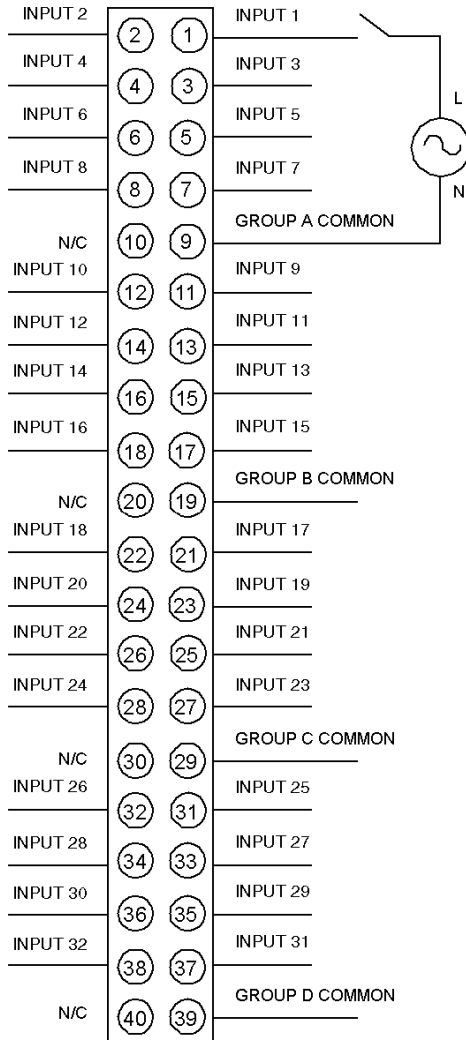 INPUT 2 2 1 INPUT 1
INPUT 4 4 3 INPUT 3
L
INPUT 6 6 5 INPUT 5
INPUT 8 8 7 INPUT 7
N
N/C 10 9 GROUP A COMMON
INPUT 10 12 11 INPUT 9
INPUT 12 14 13 INPUT 11
INPUT 14 16 15 INPUT 13
INPUT 16 18 17 INPUT 15
N/C 20 19 GROUP B COMMON
INPUT 18 22 21 INPUT 17
INPUT 20 24 23 INPUT 19
INPUT 22 26 25 INPUT 21
INPUT 24 28 27 INPUT 23
N/C 30 29 GROUP C COMMON
INPUT 26 32 31 INPUT 25
INPUT 28 34 33 INPUT 27
INPUT 30 36 35 INPUT 29
INPUT 32 38 37 INPUT 31
N/C 40 39 GROUP D COMMON